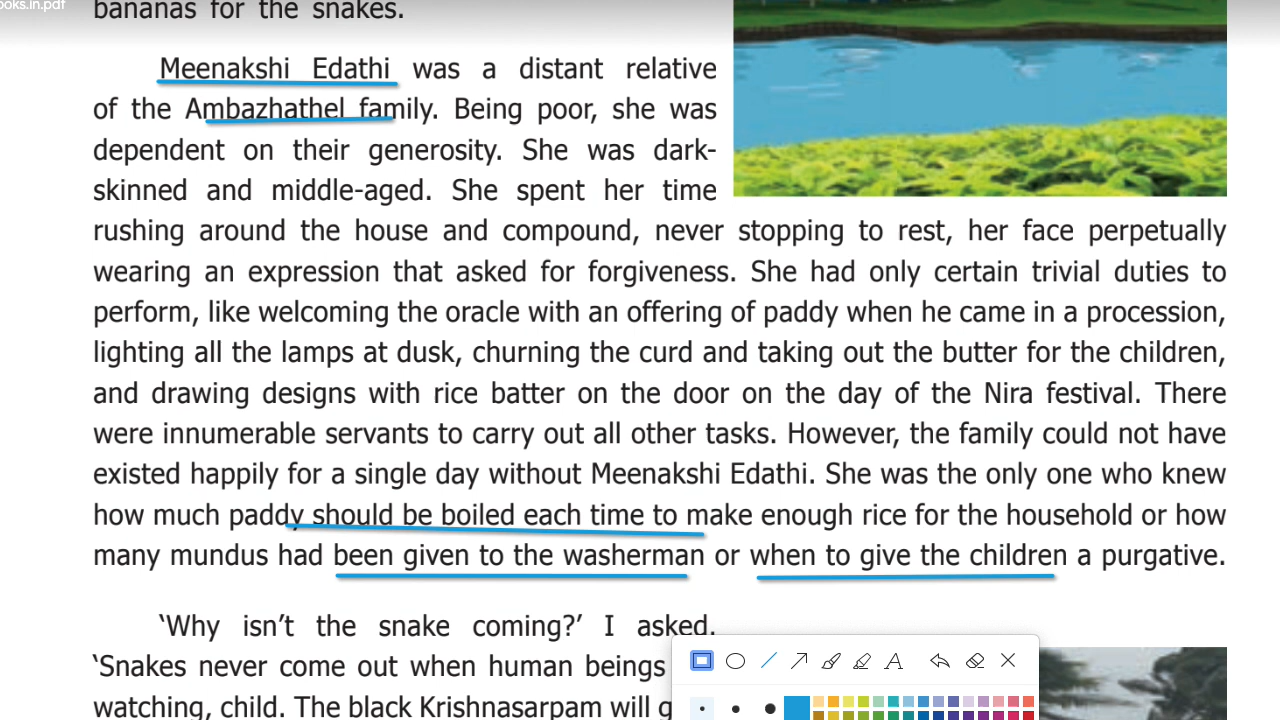 ooks.in.pdf
bananas for the snakes.
Meenakshi Edathi was a distant relative
of the Ambazhathel family. Being poor, she was
dependent on their generosity. She was dark-
skinned and middle-aged. She spent her time
rushing around the house and compound, never stopping to rest, her face perpetually
wearing an expression that asked for forgiveness. She had only certain trivial duties to
perform, like welcoming the oracle with an offering of paddy when he came in a procession,
lighting all the lamps at dusk, churning the curd and taking out the butter for the children,
and drawing designs with rice batter on the door on the day of the Nira festival. There
were innumerable servants to carry out all other tasks. However, the family could not have
existed happily for a single day without Meenakshi Edathi. She was the only one who knew
how much paddy should be boiled each time to make enough rice for the household or how
many mundus had been given to the washerman or when to give the children a purgative.
‘Why isn’t the snake coming?’ I asked.
‘Snakes never come out when human beings
watching, child. The black Krishnasarpam will g
A